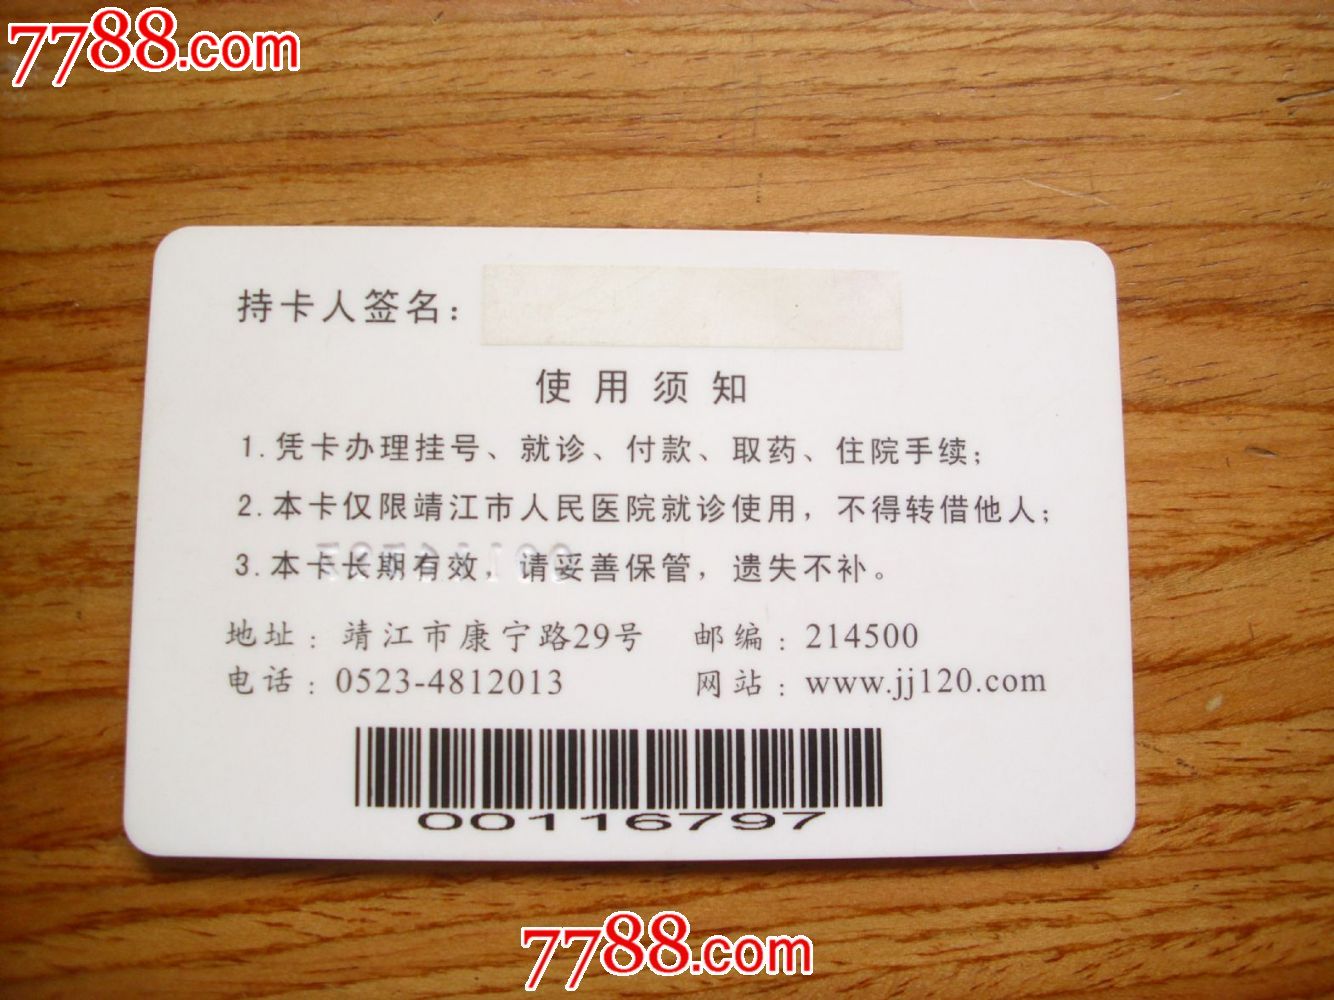 7788.com
持卡人签名：
使用须知
1.凭卡办理挂号、就诊、付款、取药、住院手续；
2.本卡仅限靖江市人民医院就诊使用，不得转借他人；
3.本卡长期有效，请妥善保管，遗失不补。
地址：靖江市康宁路29号 邮编：214500
电话：0523-4812013 网站：www.jj120.com
00116797
7788.com